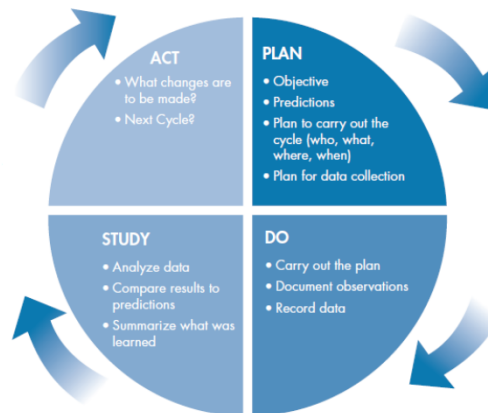 ACT
• What changes are
to be made?
• Next Cycle?
PLAN
• Objective
• Predictions
• Plan to carry out the
cycle (who, what,
where, when)
• Plan for data collection
STUDY
• Analyze data
• Compare results to
predictions
• Summarize what was
learned
DO
• Carry out the plan
• Document observations
• Record data